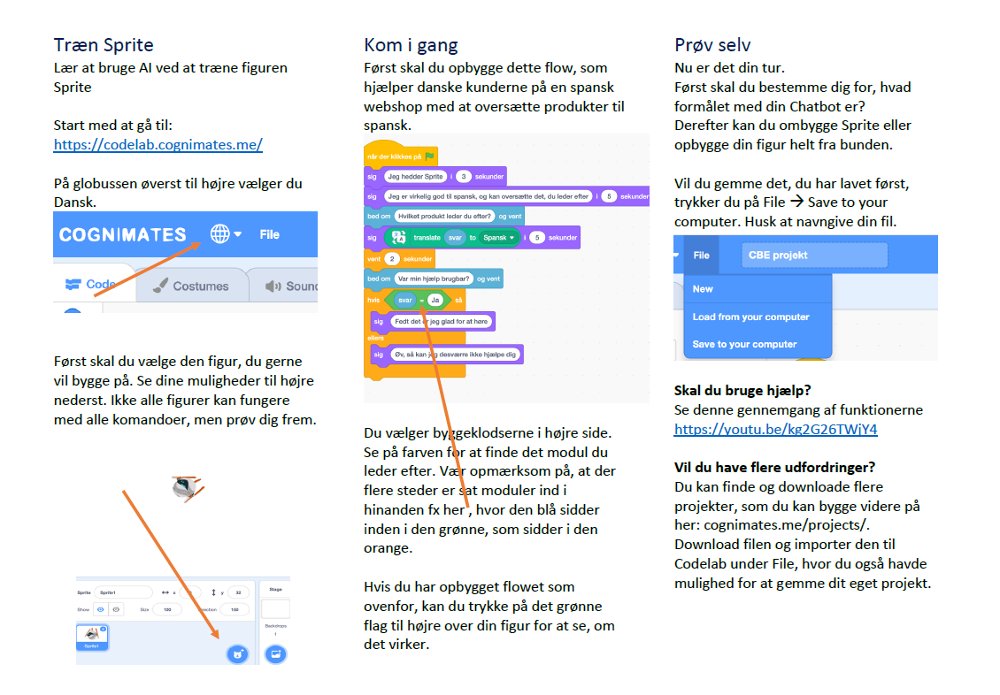 Træn Sprite
Lær at bruge AI ved at træne figuren
Sprite
Start med at gå til:
https://codelab.cognimates.me/
På globussen øverst til højre vælger du
Dansk.
COGNIMATES File
Code Costumes Soun
Først skal du vælge den figur, du gerne
vil bygge på. Se dine muligheder til højre
nederst. Ikke alle figurer kan fungere
med alle komandoer, men prøv dig frem.
Sprite Sprite1 x y 32
Show Size 100 Direction 150
Sprite1
Stage
Backdrops
1
Kom i gang
Først skal du opbygge dette flow, som
hjælper danske kunderne på en spansk
webshop med at oversætte produkter til
spansk.
når der klikkes på
sig Jeg hedder Sprite i 3 sekunder
sig Jeg er virkelig god til spansk, og kan oversætte det, du leder efter i 5 sekunder
bed om Hvilket produkt leder du efter? og vent
sig translate svar to Spansk i 5 sekunder
vent 2 sekunder
bed om Var min hjælp brugbar? og vent
hvis svar = Ja så
sig Fedt det er jeg glad for at høre
ellers
sig Øv, så kan jeg desværre ikke hjælpe dig
Du vælger byggeklodserne i højre side.
Se på farven for at finde det modul du
leder efter. Vær opmærksom på, at der
flere steder er sat moduler ind i
hinanden fx her , hvor den blå sidder
inden i den grønne, som sidder i den
orange.
Hvis du har opbygget flowet som
ovenfor, kan du trykke på det grønne
flag til højre over din figur for at se, om
det virker.
Prøv selv
Nu er det din tur.
Først skal du bestemme dig for, hvad
formålet med din Chatbot er?
Derefter kan du ombygge Sprite eller
opbygge din figur helt fra bunden.
Vil du gemme det, du har lavet først,
trykker du på File → Save to your
computer. Husk at navngive din fil.
File CBE projekt
New
Load from your computer
Save to your computer
Skal du bruge hjælp?
Se denne gennemgang af funktionerne
https://youtu.be/kg2G26TWjY4
Vil du have flere udfordringer?
Du kan finde og downloade flere
projekter, som du kan bygge videre på
her: cognimates.me/projects/.
Download filen og importer den til
Codelab under File, hvor du også havde
mulighed for at gemme dit eget projekt.